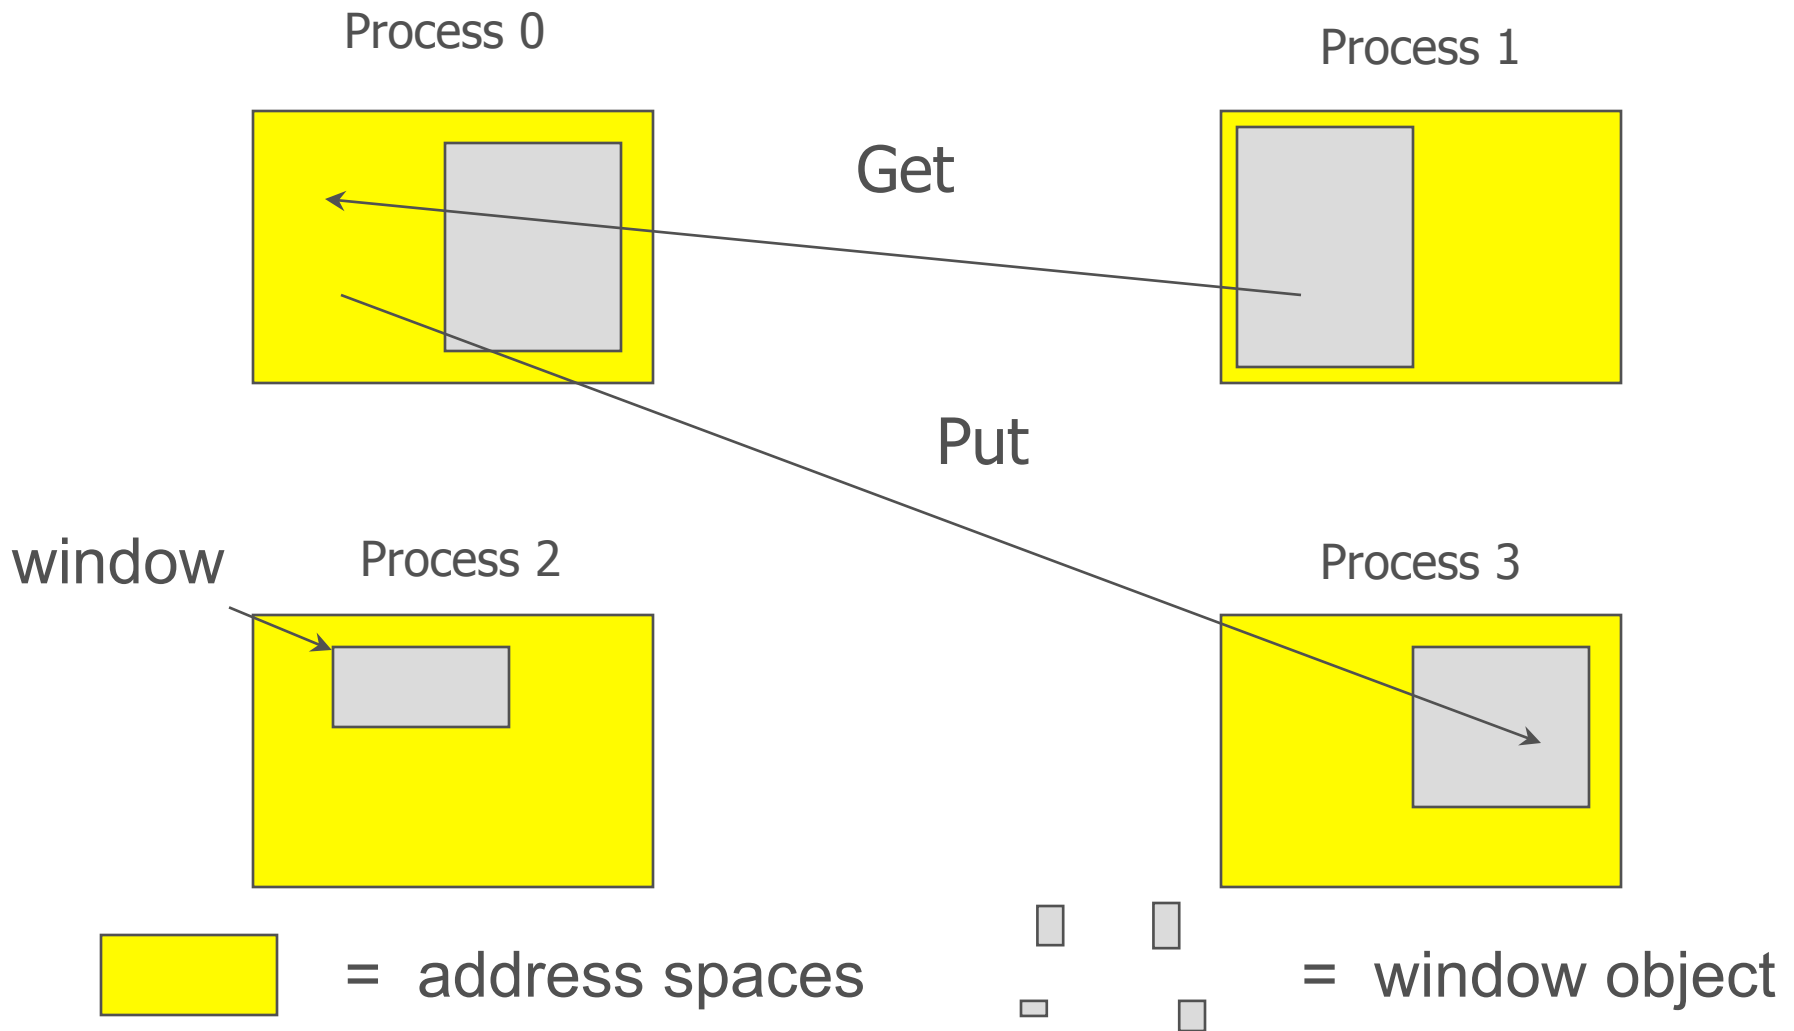 Process 0
Process 1
Get
Put
window
Process 2
Process 3
= address spaces
= window object